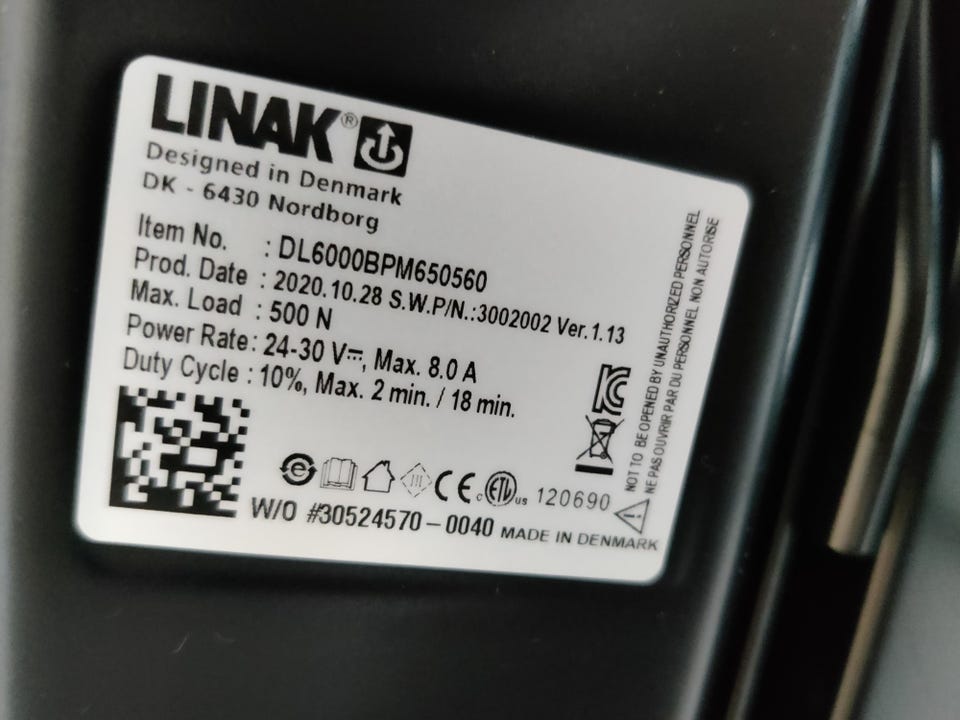 LINAK®
Designed in Denmark
DK - 6430 Nordborg
Item No. : DL6000BPM650560
Prod. Date : 2020.10.28 S.W.P/N.:3002002 Ver.1.13
Max. Load : 500 N
Power Rate: 24-30 V⎓, Max. 8.0 A
Duty Cycle : 10%, Max. 2 min. / 18 min.
e III CE c ETL us 120690
W/O #30524570-0040 MADE IN DENMARK
NOT TO BE OPENED BY UNAUTHORIZED PERSONNEL
NE PAS OUVRIR PAR DU PERSONNEL NON AUTORISE